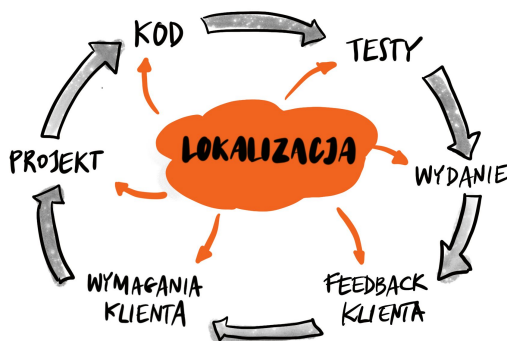 KOD
TESTY
LOKALIZACJA
PROJEKT
WYDANIE
WYMAGANIA
KLIENTA
FEEDBACK
KLIENTA